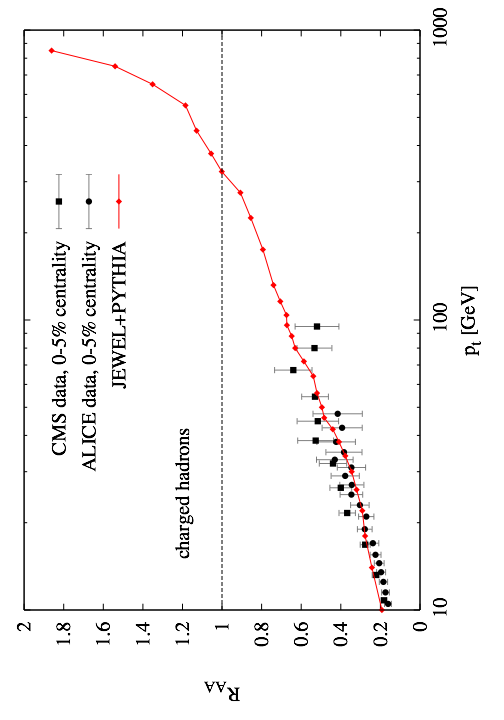 CMS data, 0-5% centrality
ALICE data, 0-5% centrality
JEWEL+PYTHIA
charged hadrons
R_AA
2
1.8
1.6
1.4
1.2
1
0.8
0.6
0.4
0.2
0
10
100
1000
p_t [GeV]